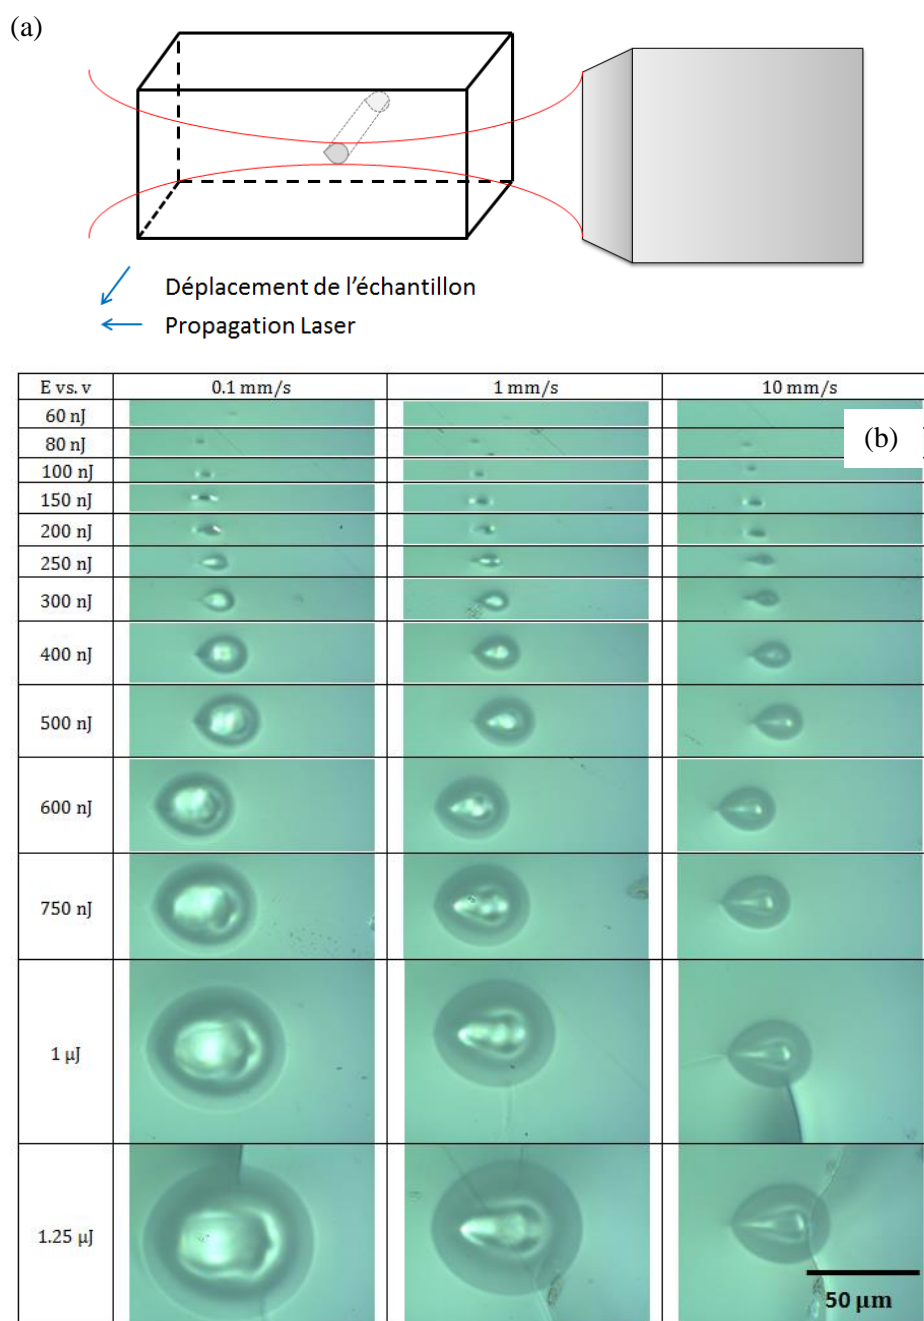 (a)
Déplacement de l'échantillon
Propagation Laser
E vs. v 0.1 mm/s 1 mm/s 10 mm/s
60 nJ
(b)
80 nJ
100 nJ
150 nJ
200 nJ
250 nJ
300 nJ
400 nJ
500 nJ
600 nJ
750 nJ
1 μJ
1.25 μJ
50 μm